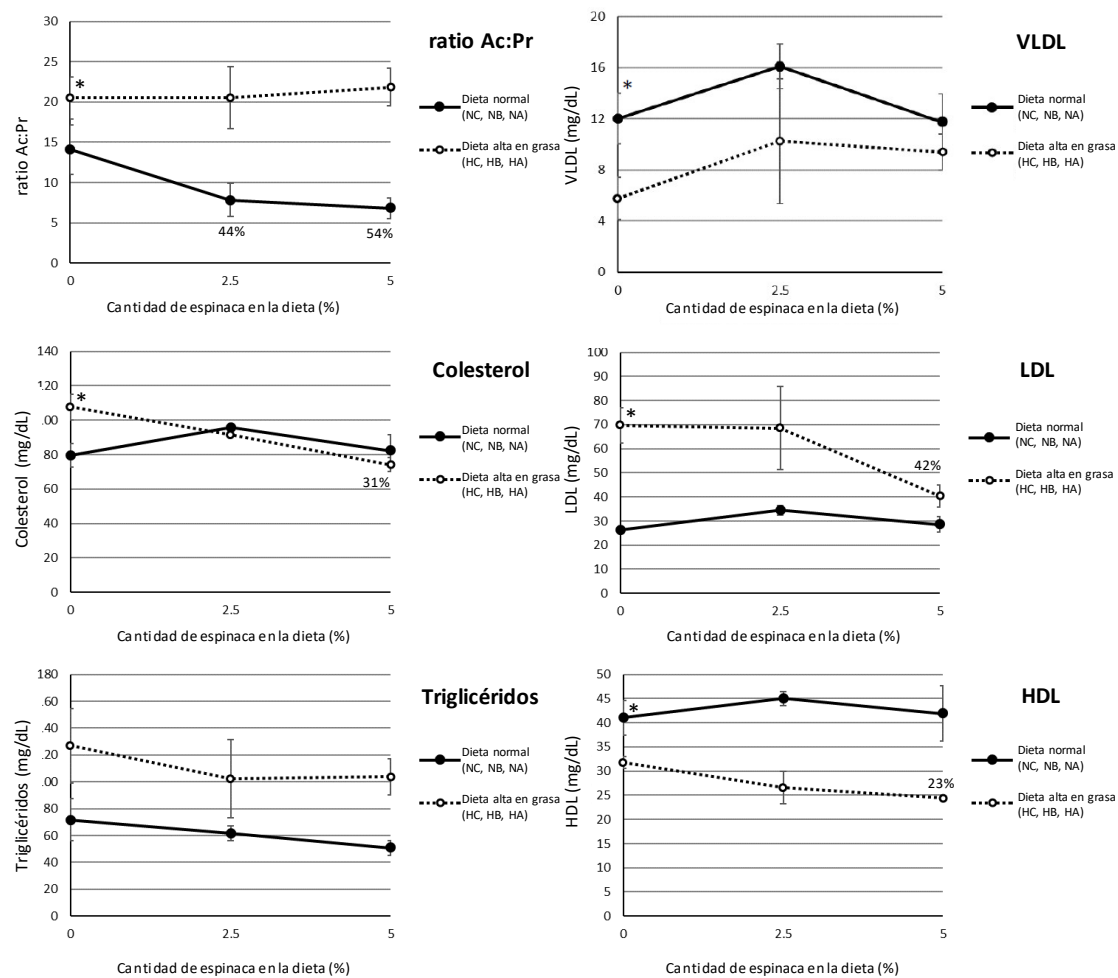 ratio Ac:Pr
30
25
20
15
10
5
0
*
44%
54%
0
2.5
5
ratio Ac:Pr
Cantidad de espinaca en la dieta (%)
Dieta normal
(NC, NB, NA)
Dieta alta en grasa
(HC, HB, HA)
VLDL
20
16
12
8
4
0
*
0
2.5
5
VLDL (mg/dL)
Cantidad de espinaca en la dieta (%)
Dieta normal
(NC, NB, NA)
Dieta alta en grasa
(HC, HB, HA)
Colesterol
140
120
100
80
60
40
20
0
*
31%
0
2.5
5
Colesterol (mg/dL)
Cantidad de espinaca en la dieta (%)
Dieta normal
(NC, NB, NA)
Dieta alta en grasa
(HC, HB, HA)
LDL
100
90
80
70
60
50
40
30
20
10
0
*
42%
0
2.5
5
LDL (mg/dL)
Cantidad de espinaca en la dieta (%)
Dieta normal
(NC, NB, NA)
Dieta alta en grasa
(HC, HB, HA)
Triglicéridos
180
160
140
120
100
80
60
40
20
0
0
2.5
5
Triglicéridos (mg/dL)
Cantidad de espinaca en la dieta (%)
Dieta normal
(NC, NB, NA)
Dieta alta en grasa
(HC, HB, HA)
HDL
50
45
40
35
30
25
20
15
10
5
0
*
23%
0
2.5
5
HDL (mg/dL)
Cantidad de espinaca en la dieta (%)
Dieta normal
(NC, NB, NA)
Dieta alta en grasa
(HC, HB, HA)